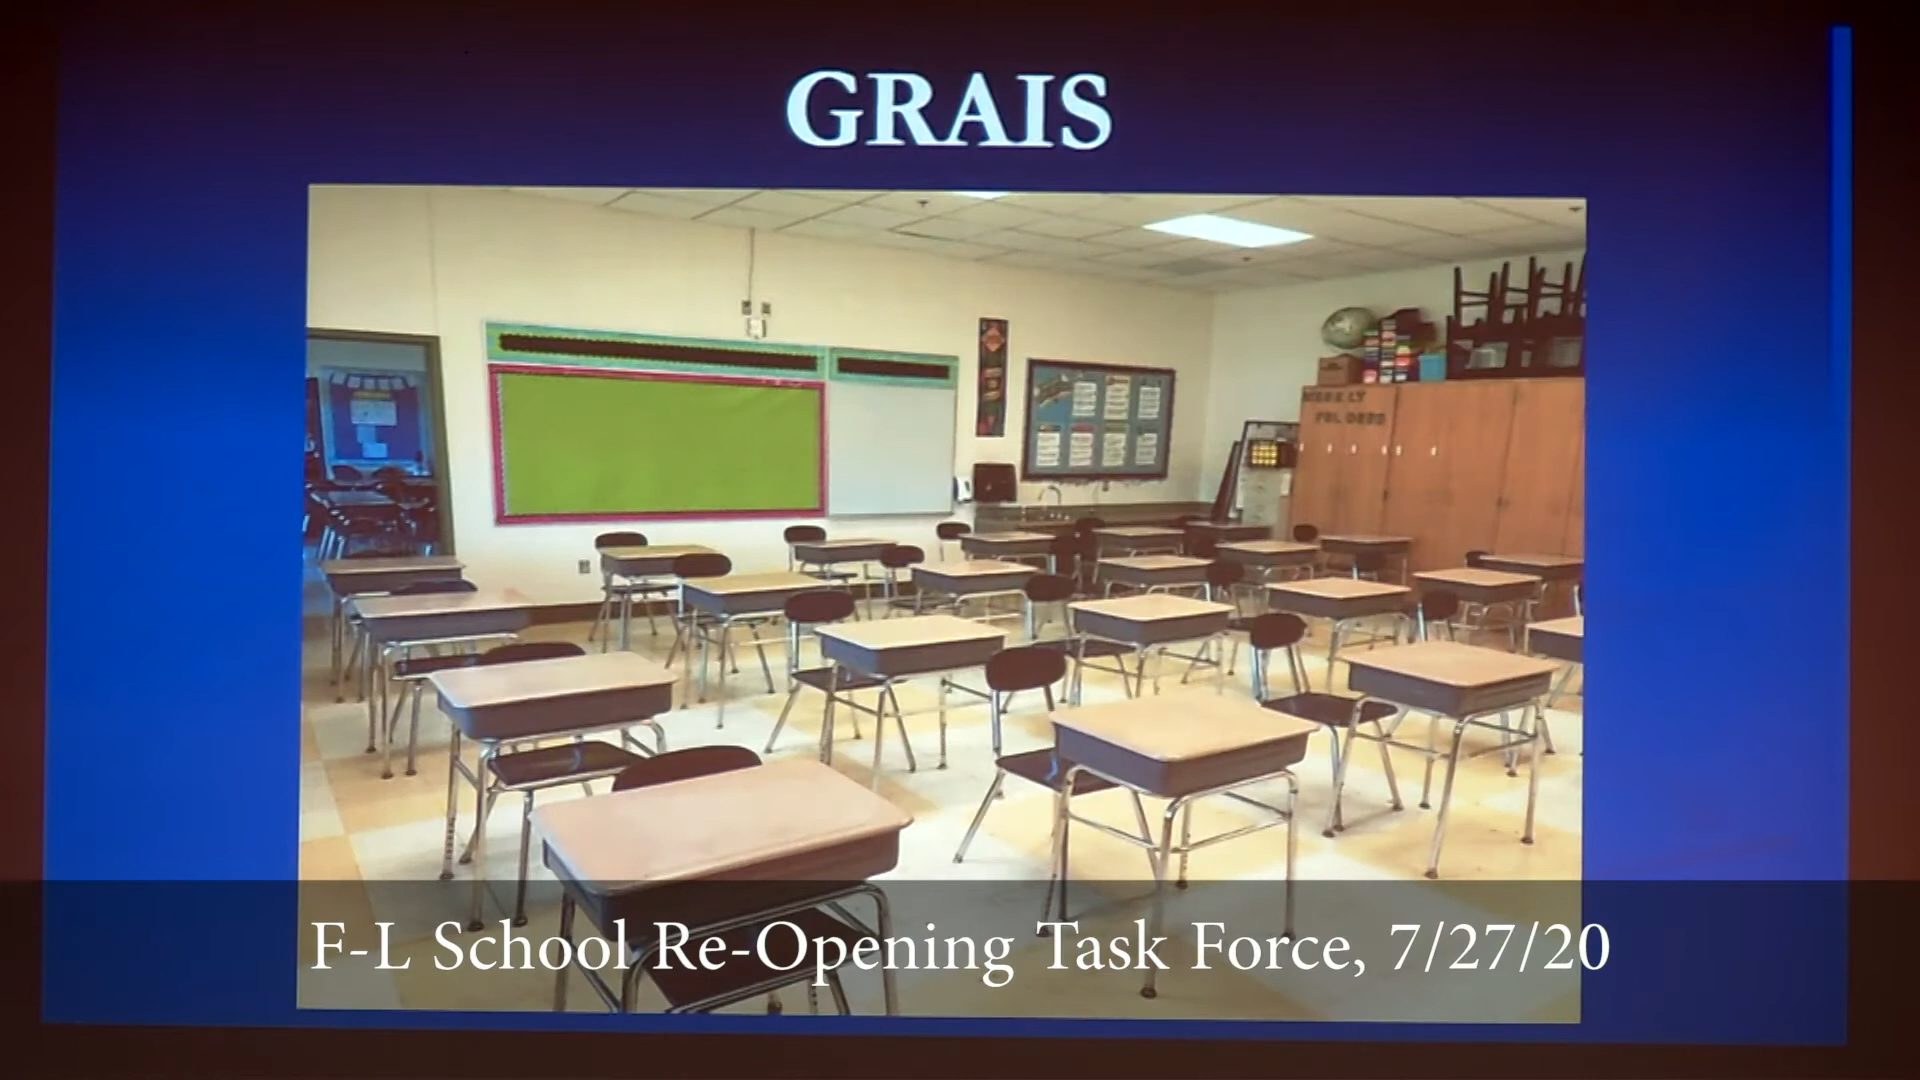 GRAIS
F-L School Re-Opening Task Force, 7/27/20